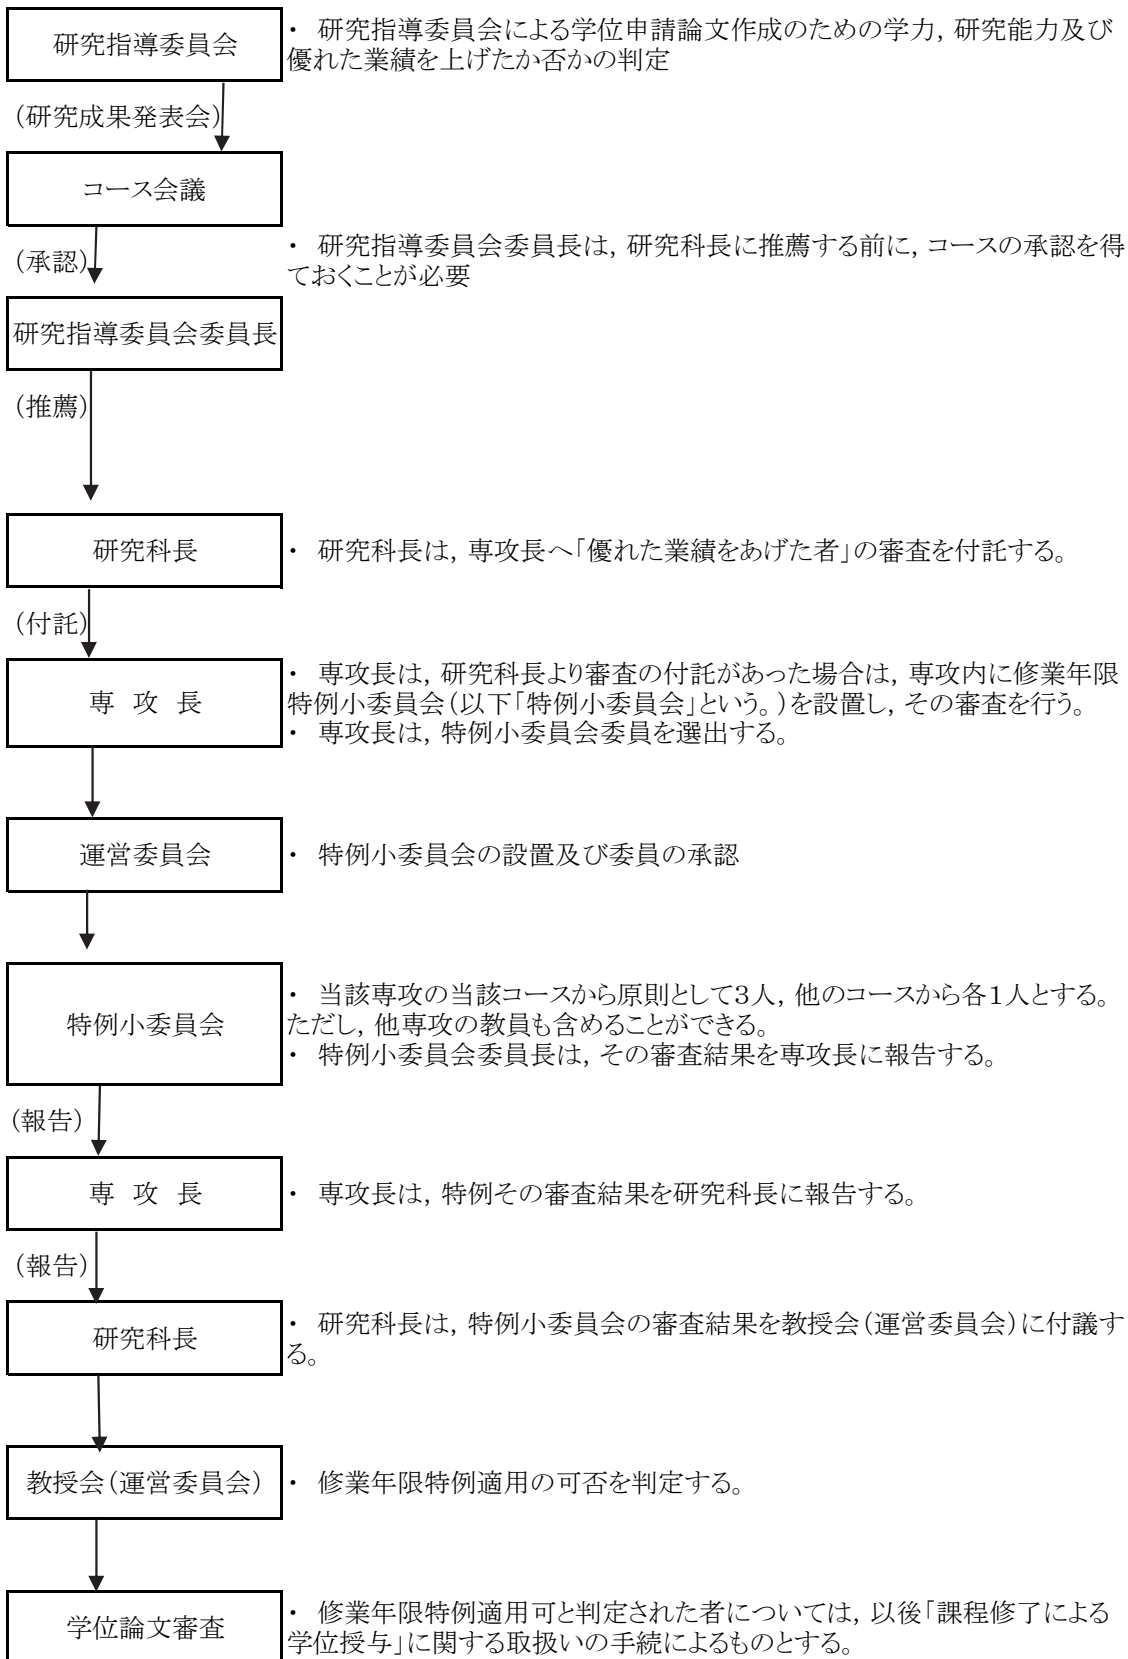 研究指導委員会
・ 研究指導委員会による学位申請論文作成のための学力，研究能力及び
優れた業績を上げたか否かの判定
（研究成果発表会）
コース会議
（承認）
・ 研究指導委員会委員長は，研究科長に推薦する前に，コースの承認を得
ておくことが必要
研究指導委員会委員長
（推薦）
研究科長
・ 研究科長は，専攻長へ「優れた業績をあげた者」の審査を付託する。
（付託）
専 攻 長
・ 専攻長は，研究科長より審査の付託があった場合は，専攻内に修業年限
特例小委員会（以下「特例小委員会」という。）を設置し，その審査を行う。
・ 専攻長は，特例小委員会委員を選出する。
運営委員会
・ 特例小委員会の設置及び委員の承認
特例小委員会
・ 当該専攻の当該コースから原則として３人，他のコースから各１人とする。
ただし，他専攻の教員も含めることができる。
・ 特例小委員会委員長は，その審査結果を専攻長に報告する。
（報告）
専 攻 長
・ 専攻長は，特例その審査結果を研究科長に報告する。
（報告）
研究科長
・ 研究科長は，特例小委員会の審査結果を教授会（運営委員会）に付議す
る。
教授会（運営委員会）
・ 修業年限特例適用の可否を判定する。
学位論文審査
・ 修業年限特例適用可と判定された者については，以後「課程修了による
学位授与」に関する取扱いの手続によるものとする。